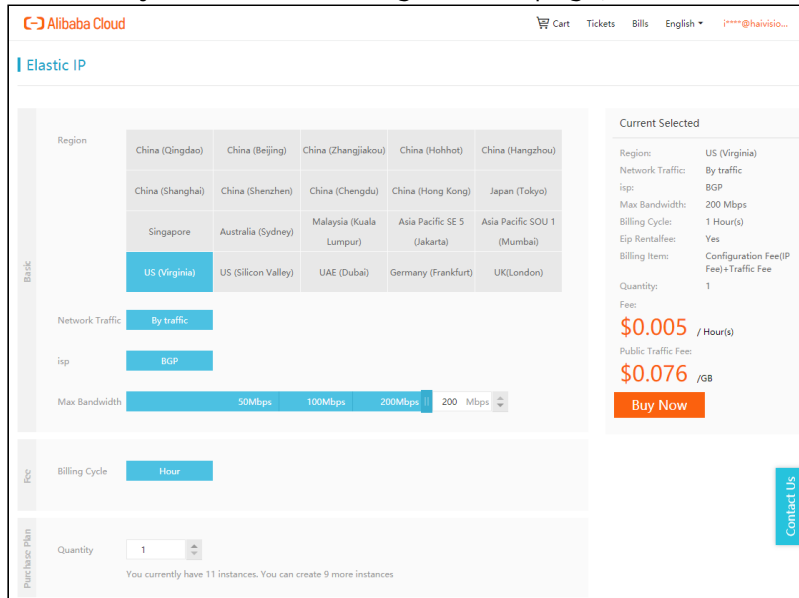 Alibaba Cloud
Cart Tickets Bills English i****@haivisio...
Elastic IP
Basic
Region
China (Qingdao) China (Beijing) China (Zhangjiakou) China (Hohhot) China (Hangzhou)
China (Shanghai) China (Shenzhen) China (Chengdu) China (Hong Kong) Japan (Tokyo)
Singapore Australia (Sydney) Malaysia (Kuala Lumpur) Asia Pacific SE 5 (Jakarta) Asia Pacific SOU 1 (Mumbai)
US (Virginia) US (Silicon Valley) UAE (Dubai) Germany (Frankfurt) UK(London)
Network Traffic By traffic
isp BGP
Max Bandwidth 50Mbps 100Mbps 200Mbps 200 Mbps
Fee
Billing Cycle Hour
Purchase Plan
Quantity 1
You currently have 11 instances. You can create 9 more instances
Current Selected
Region: US (Virginia)
Network Traffic: By traffic
isp: BGP
Max Bandwidth: 200 Mbps
Billing Cycle: 1 Hour(s)
Eip Rentalfee: Yes
Billing Item: Configuration Fee(IP
Fee)+Traffic Fee
Quantity: 1
Fee:
$0.005 / Hour(s)
Public Traffic Fee:
$0.076 /GB
Buy Now
Contact Us